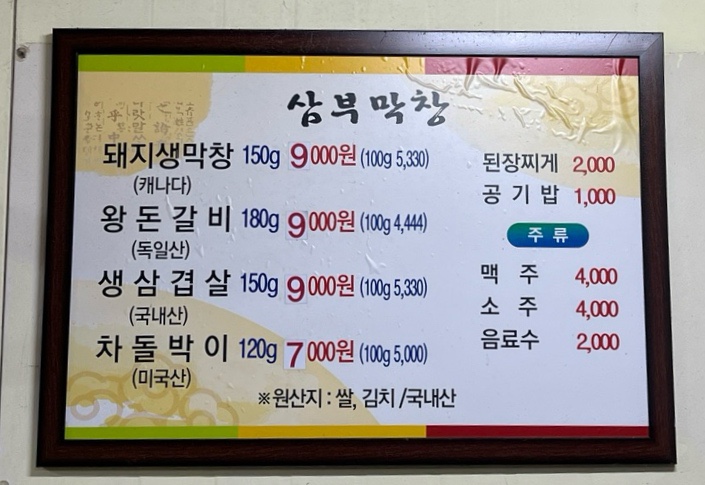 삼부막창
돼지생막창 150g 9000원 (100g 5,330)
(캐나다)
왕돈갈비 180g 9000원 (100g 4,444)
(독일산)
생삼겹살 150g 9000원 (100g 5,330)
(국내산)
차돌박이 120g 7000원 (100g 5,000)
(미국산)
※원산지 : 쌀, 김치 /국내산
된장찌게 2,000
공기밥 1,000
주류
맥주 4,000
소주 4,000
음료수 2,000